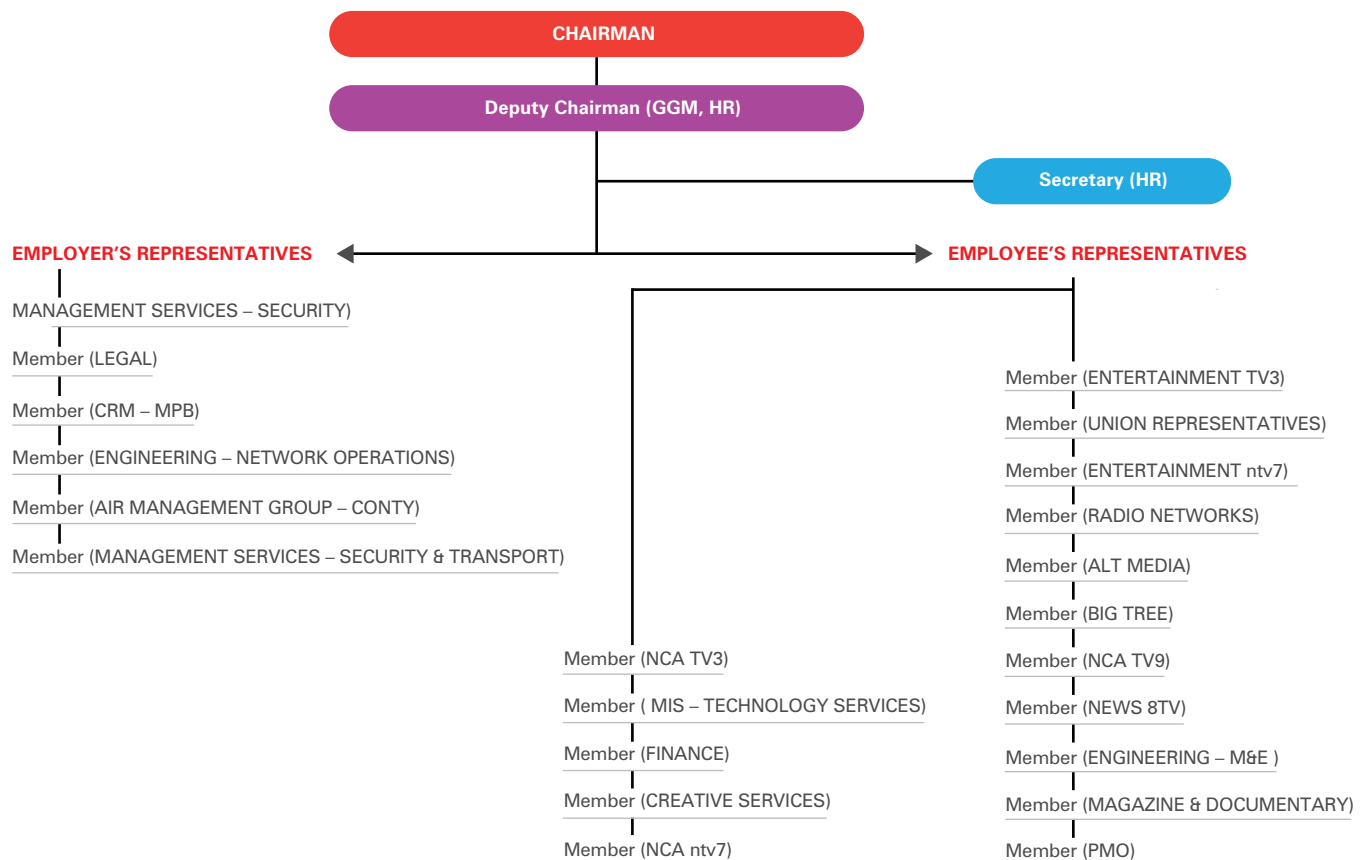 CHAIRMAN
Deputy Chairman (GGM, HR)
Secretary (HR)
EMPLOYER'S REPRESENTATIVES
EMPLOYEE'S REPRESENTATIVES
MANAGEMENT SERVICES – SECURITY)
Member (LEGAL)
Member (CRM – MPB)
Member (ENGINEERING – NETWORK OPERATIONS)
Member (AIR MANAGEMENT GROUP – CONTY)
Member (MANAGEMENT SERVICES – SECURITY & TRANSPORT)
Member (NCA TV3)
Member ( MIS – TECHNOLOGY SERVICES)
Member (FINANCE)
Member (CREATIVE SERVICES)
Member (NCA ntv7)
Member (ENTERTAINMENT TV3)
Member (UNION REPRESENTATIVES)
Member (ENTERTAINMENT ntv7)
Member (RADIO NETWORKS)
Member (ALT MEDIA)
Member (BIG TREE)
Member (NCA TV9)
Member (NEWS 8TV)
Member (ENGINEERING – M&E )
Member (MAGAZINE & DOCUMENTARY)
Member (PMO)